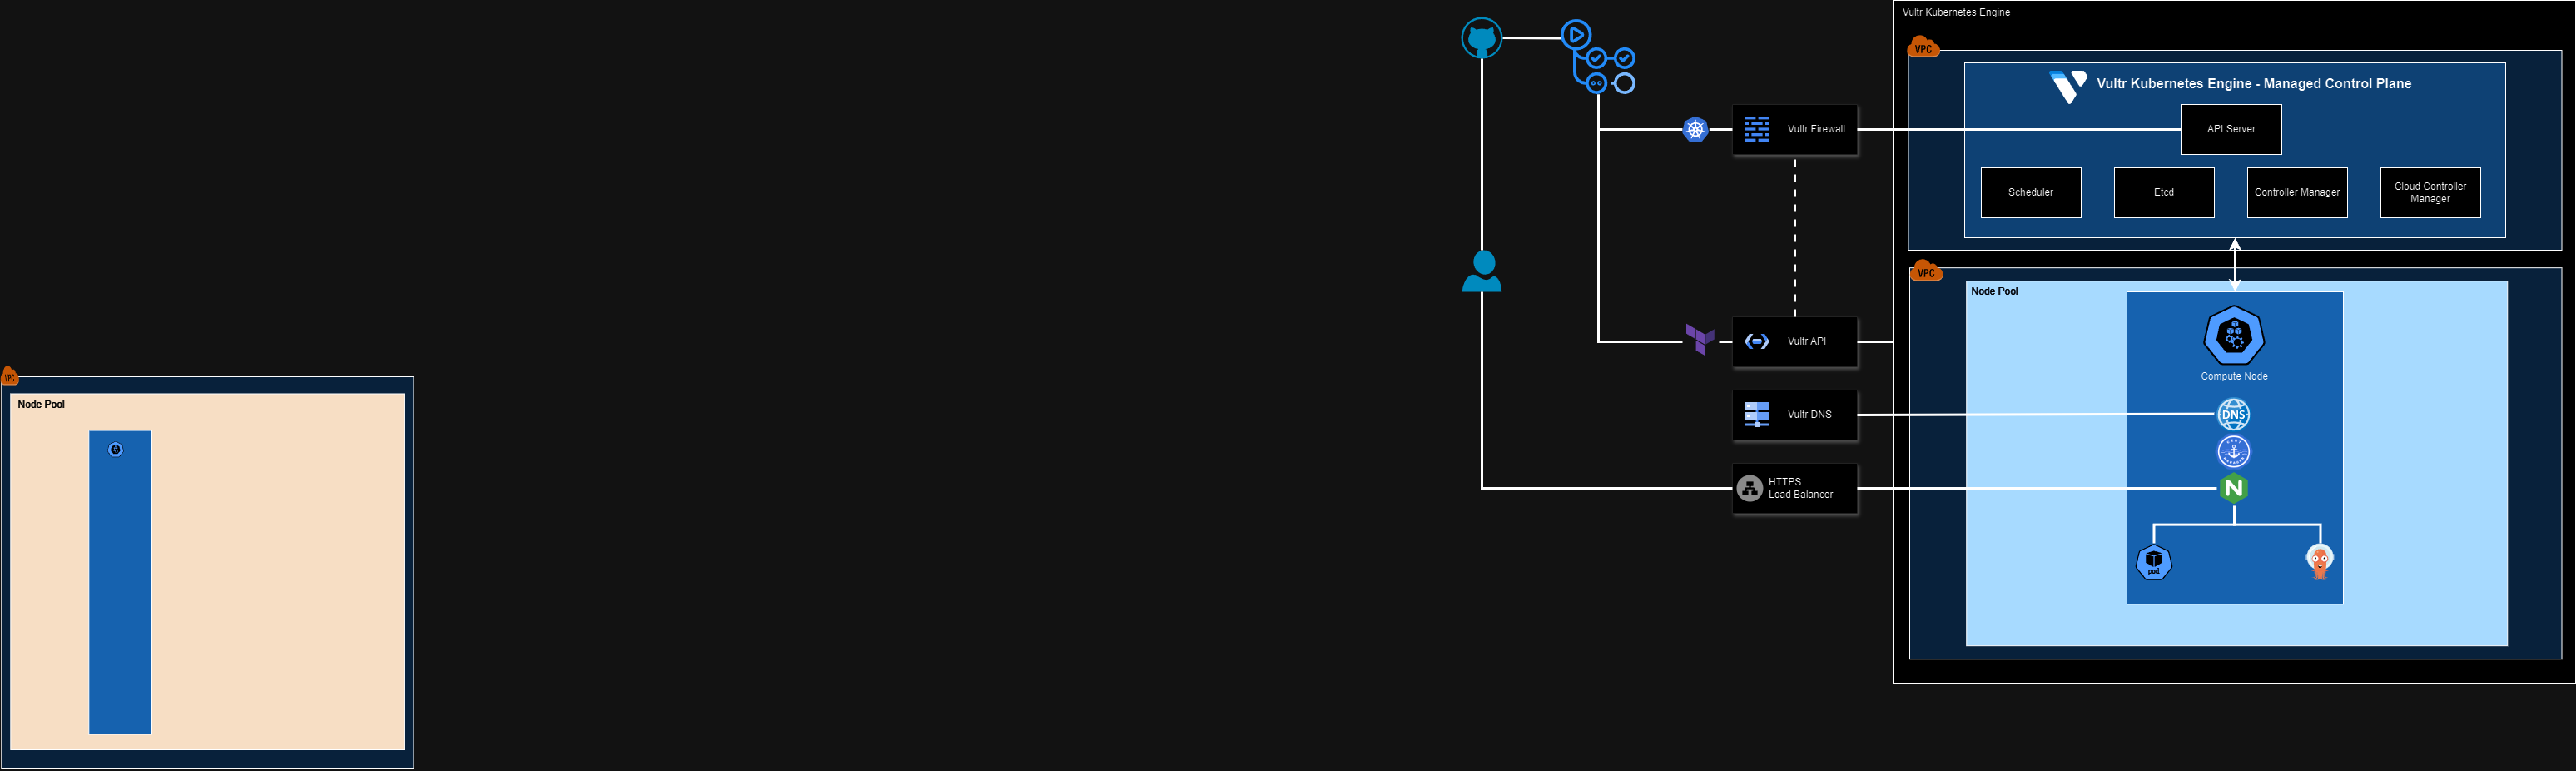 Vultr Kubernetes Engine
VPC
Vultr Kubernetes Engine - Managed Control Plane
API Server
Vultr Firewall
Scheduler
Etcd
Controller Manager
Cloud Controller
Manager
VPC
Node Pool
Compute Node
Vultr API
DNS
Vultr DNS
HTTPS
Load Balancer
N
pod
VPC
Node Pool